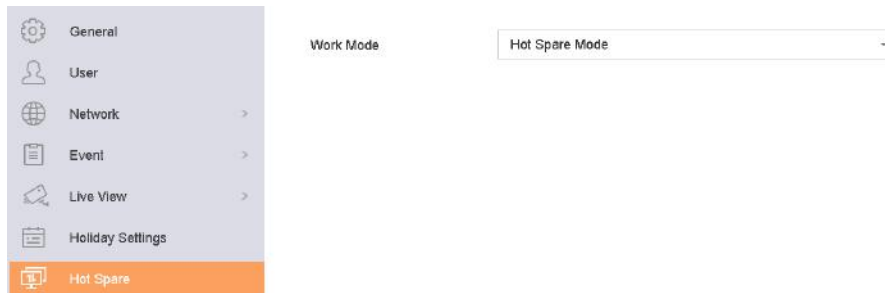 General
Work Mode
Hot Spare Mode
User
Network
Event
Live View
Holiday Settings
Hot Spare